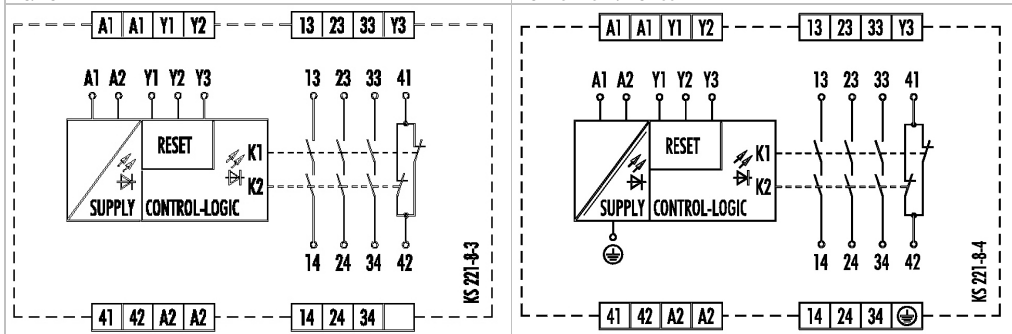 A1 A1 Y1 Y2 13 23 33 Y3
A1 A2 Y1 Y2 Y3 13 23 33 41
RESET
K1
K2
SUPPLY CONTROL-LOGIC
14 24 34 42
KS 221-8-3
41 42 A2 A2 14 24 34
A1 A1 Y1 Y2 13 23 33 Y3
A1 A2 Y1 Y2 Y3 13 23 33 41
RESET
K1
K2
SUPPLY CONTROL-LOGIC
14 24 34 42
KS 221-8-4
41 42 A2 A2 14 24 34